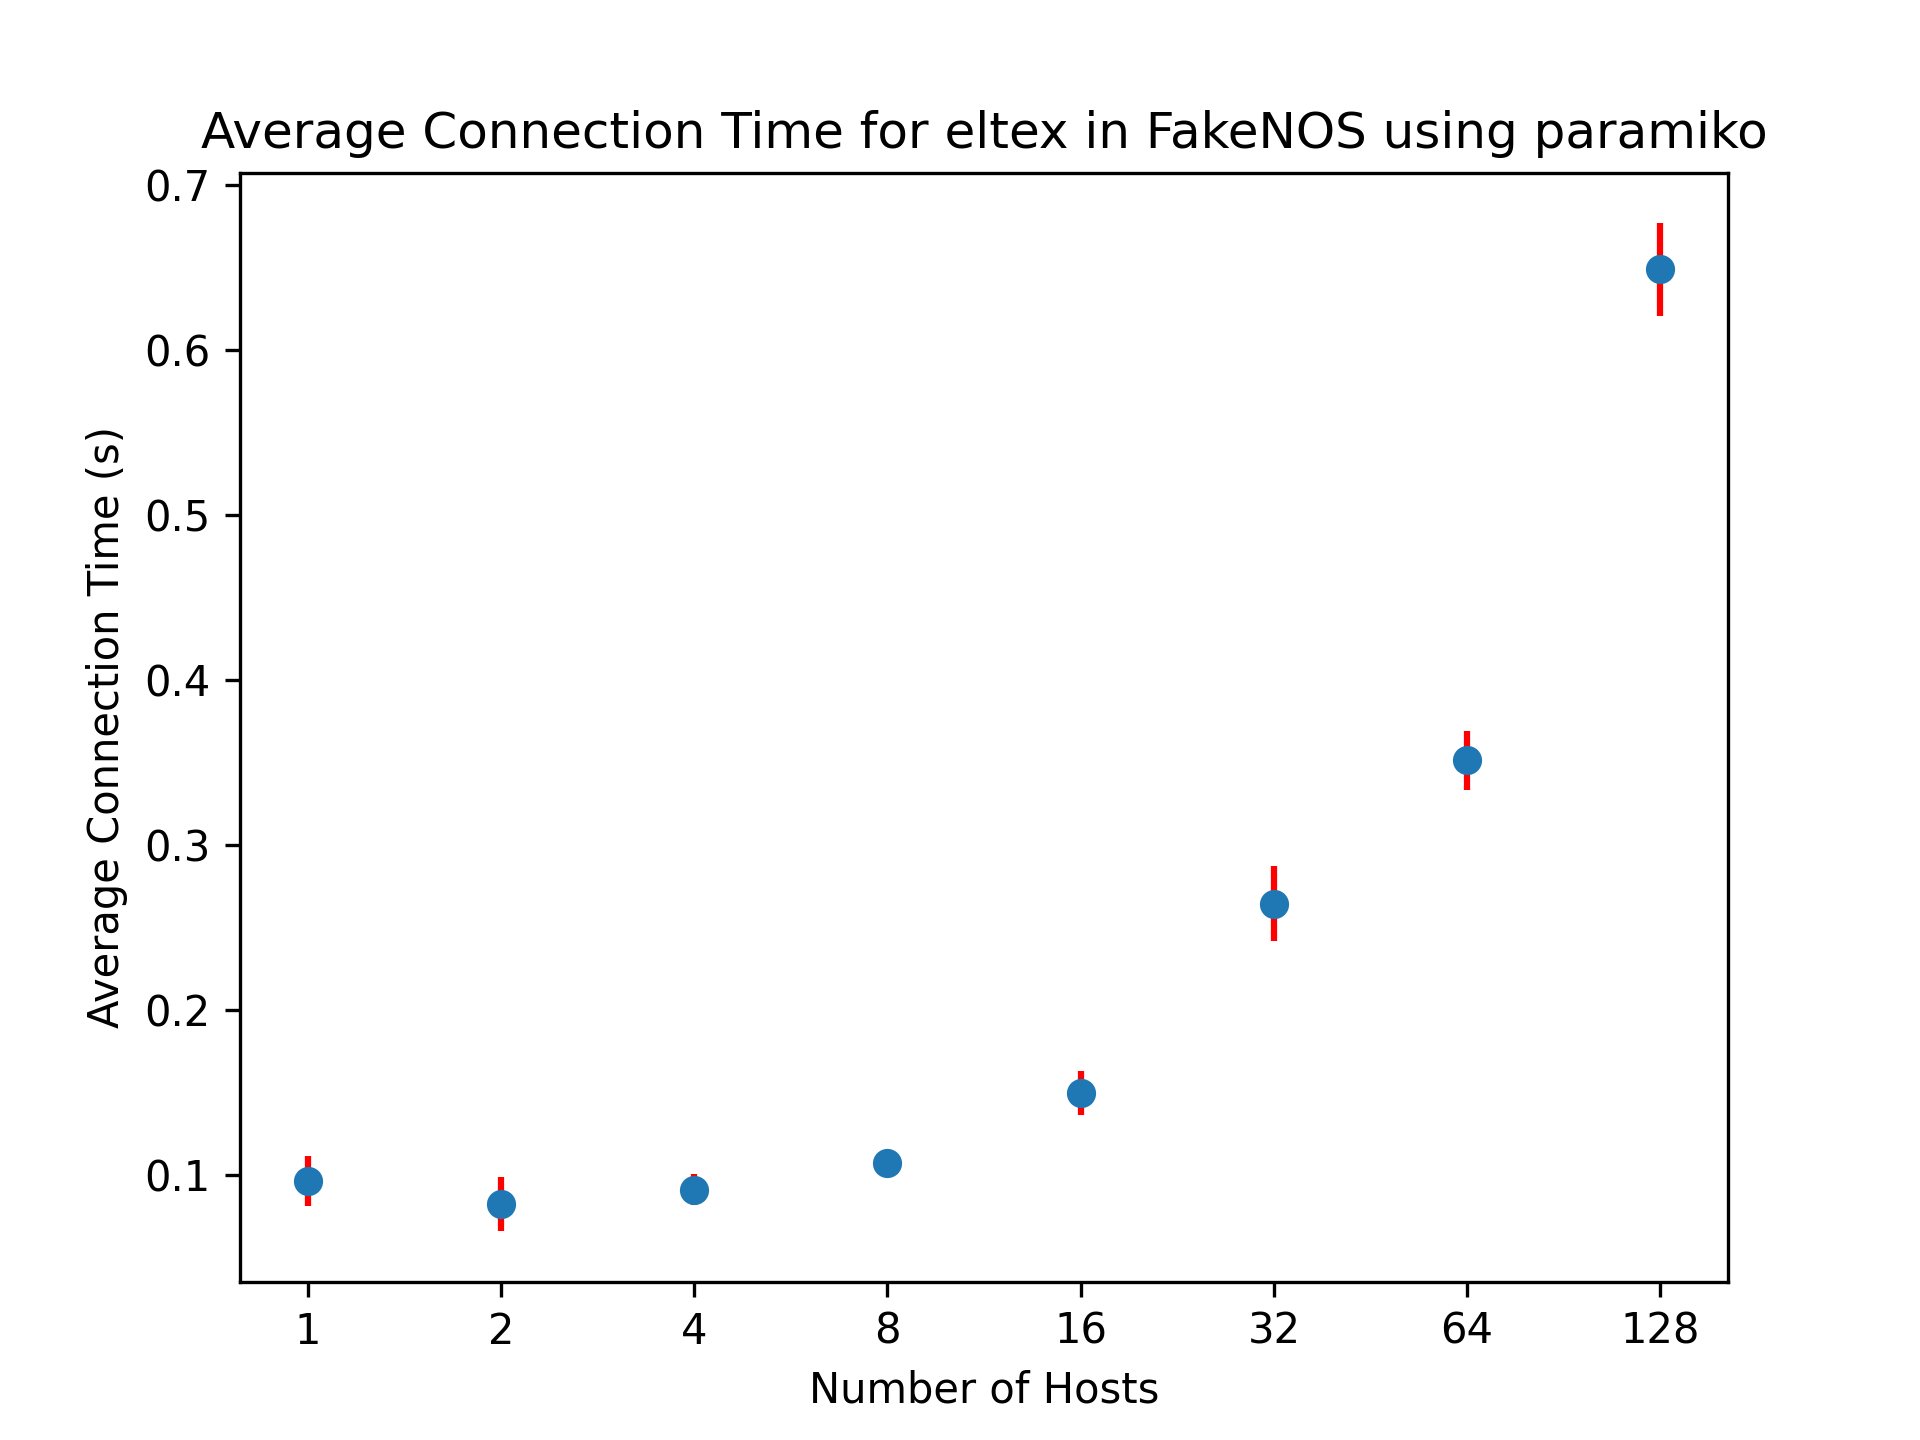 Average Connection Time for eltex in FakeNOS using paramiko
Average Connection Time (s)
0.7
0.6
0.5
0.4
0.3
0.2
0.1
1 2 4 8 16 32 64 128
Number of Hosts